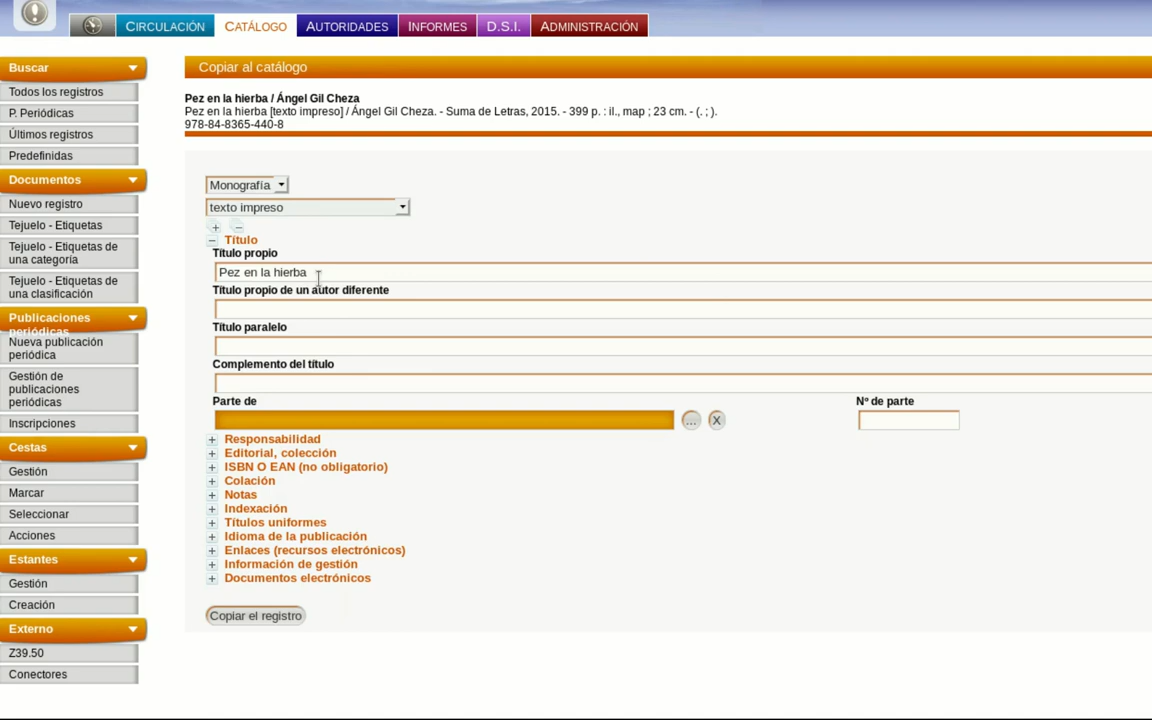 CIRCULACIÓN
CATÁLOGO
AUTORIDADES
INFORMES
D.S.I.
ADMINISTRACIÓN
Buscar
Todos los registros
P. Periódicas
Últimos registros
Predefinidas
Documentos
Nuevo registro
Tejuelo - Etiquetas
Tejuelo - Etiquetas de
una categoría
Tejuelo - Etiquetas de
una clasificación
Publicaciones
periódicas
Nueva publicación
periódica
Gestión de
publicaciones
periódicas
Inscripciones
Cestas
Gestión
Marcar
Seleccionar
Acciones
Estantes
Gestión
Creación
Externo
Z39.50
Conectores
Copiar al catálogo
Pez en la hierba / Ángel Gil Cheza
Pez en la hierba [texto impreso] / Ángel Gil Cheza. - Suma de Letras, 2015. - 399 p. : il., map ; 23 cm. - (. ; ).
978-84-8365-440-8
Monografía
texto impreso
Título
Título propio
Pez en la hierba
Título propio de un autor diferente
Título paralelo
Complemento del título
Parte de
Nº de parte
... X
Responsabilidad
Editorial, colección
ISBN O EAN (no obligatorio)
Colación
Notas
Indexación
Títulos uniformes
Idioma de la publicación
Enlaces (recursos electrónicos)
Información de gestión
Documentos electrónicos
Copiar el registro